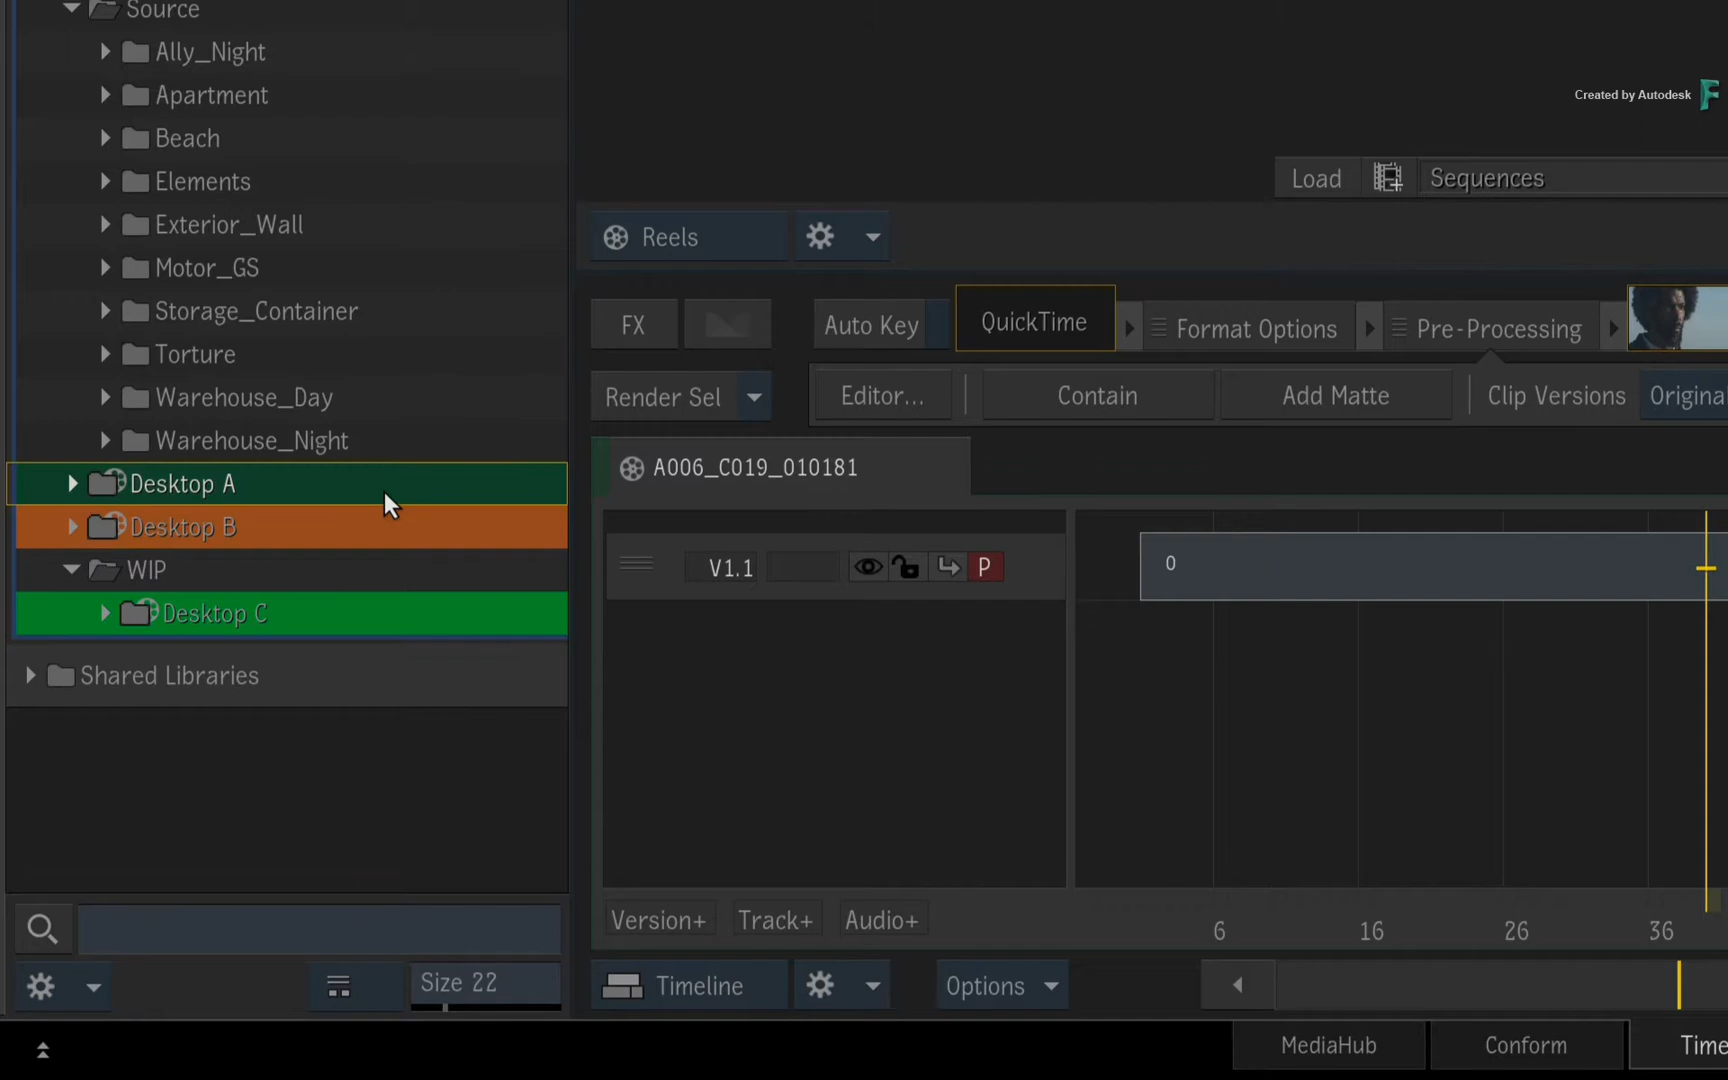 Source
Ally_Night
Apartment
Beach
Elements
Exterior_Wall
Motor_GS
Storage_Container
Torture
Warehouse_Day
Warehouse_Night
Desktop A
Desktop B
WIP
Desktop C
Shared Libraries
Size 22
Created by Autodesk
Load
Sequences
Reels
FX
Auto Key
QuickTime
Format Options
Pre-Processing
Render Sel
Editor...
Contain
Add Matte
Clip Versions
Origina
A006_C019_010181
V1.1
P
0
Version+
Track+
Audio+
6
16
26
36
Timeline
Options
MediaHub
Conform
Time